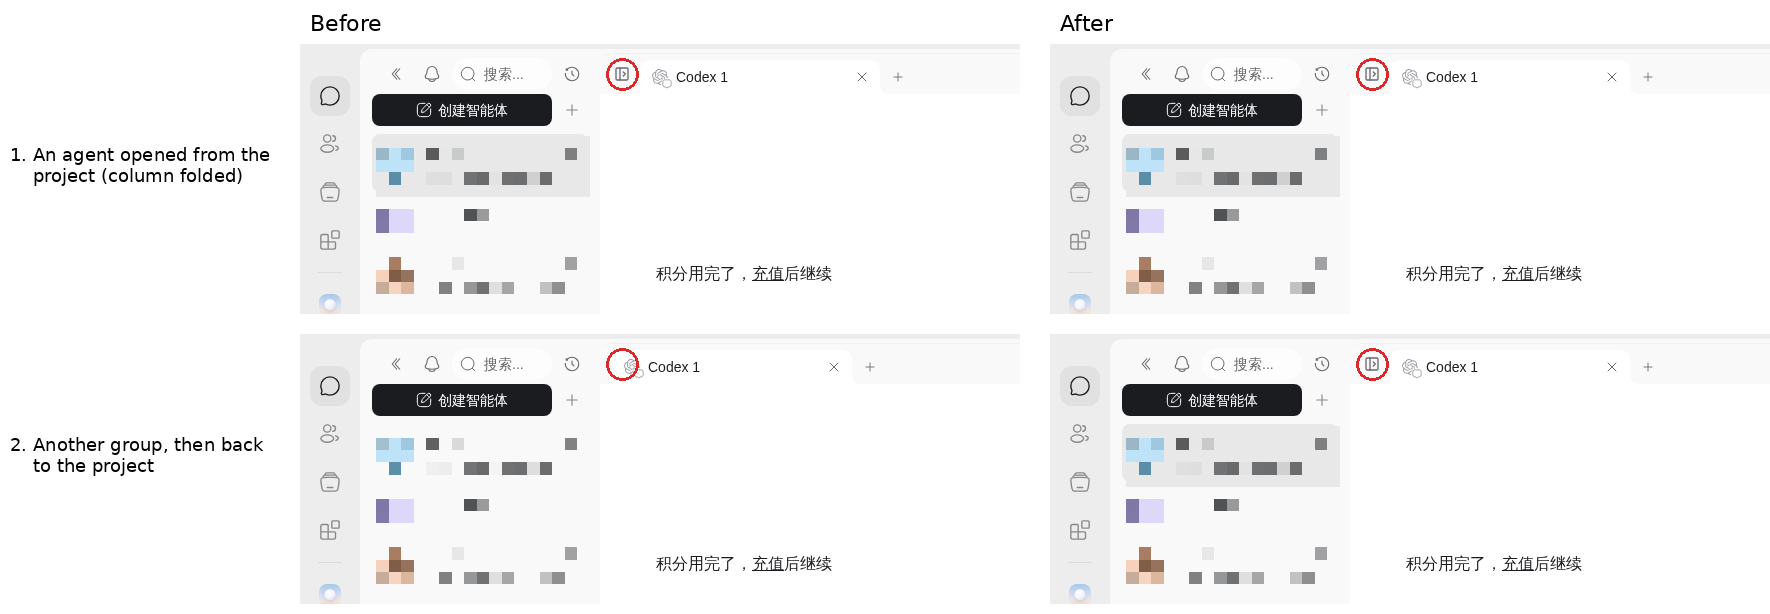 Before
After
1. An agent opened from the
project (column folded)
搜索...
Codex 1
创建智能体
积分用完了，充值后继续
搜索...
Codex 1
创建智能体
积分用完了，充值后继续
2. Another group, then back
to the project
搜索...
Codex 1
创建智能体
积分用完了，充值后继续
搜索...
Codex 1
创建智能体
积分用完了，充值后继续